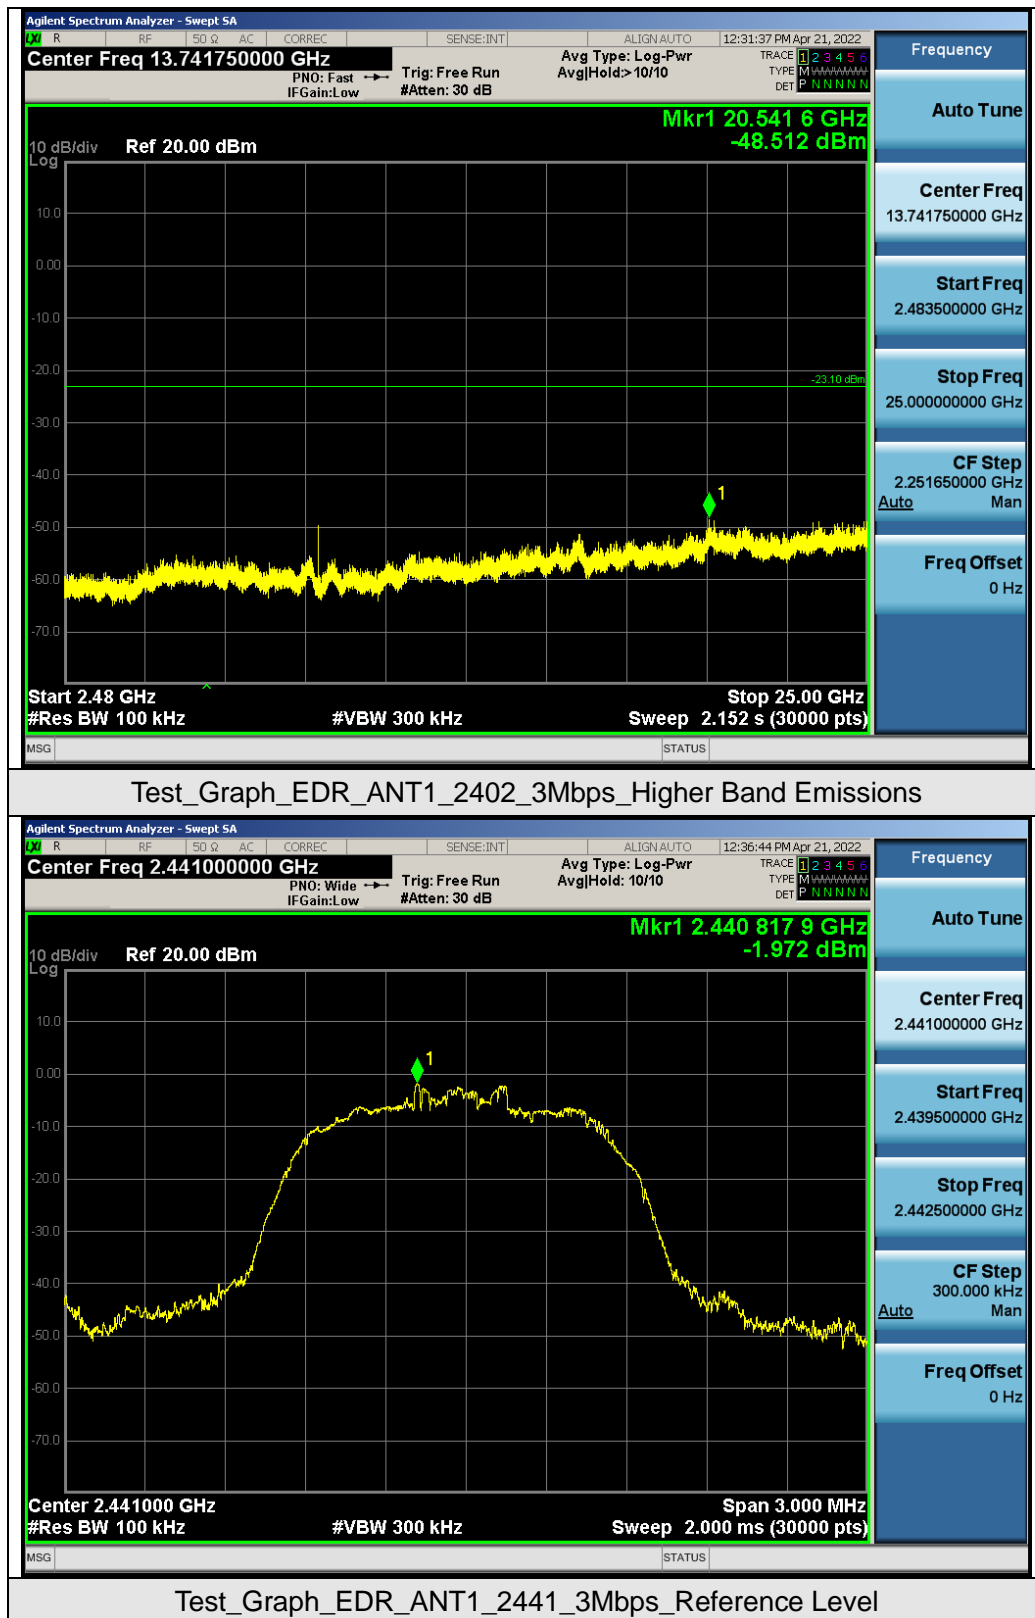 Agilent Spectrum Analyzer - Swept SA
LXI R RF 50 Ω AC CORREC SENSE:INT ALIGN AUTO 12:31:37 PM Apr 21, 2022
Center Freq 13.741750000 GHz
PNO: Fast
IFGain:Low
Trig: Free Run
#Atten: 30 dB
Avg Type: Log-Pwr
Avg|Hold:>10/10
TRACE 1 2 3 4 5 6
TYPE M WWWWW
DET P N N N N N
Mkr1 20.541 6 GHz
-48.512 dBm
10 dB/div Ref 20.00 dBm
Log
10.0
0.00
-10.0
-20.0
-23.10 dBm
-30.0
-40.0
1
-50.0
-60.0
-70.0
Start 2.48 GHz Stop 25.00 GHz
#Res BW 100 kHz #VBW 300 kHz Sweep 2.152 s (30000 pts)
MSG STATUS
Frequency
Auto Tune
Center Freq
13.741750000 GHz
Start Freq
2.483500000 GHz
Stop Freq
25.000000000 GHz
CF Step
2.251650000 GHz
Auto Man
Freq Offset
0 Hz
Test_Graph_EDR_ANT1_2402_3Mbps_Higher Band Emissions
Agilent Spectrum Analyzer - Swept SA
LXI R RF 50 Ω AC CORREC SENSE:INT ALIGN AUTO 12:36:44 PM Apr 21, 2022
Center Freq 2.441000000 GHz
PNO: Wide
IFGain:Low
Trig: Free Run
#Atten: 30 dB
Avg Type: Log-Pwr
Avg|Hold: 10/10
TRACE 1 2 3 4 5 6
TYPE M WWWWW
DET P N N N N N
Mkr1 2.440 817 9 GHz
-1.972 dBm
10 dB/div Ref 20.00 dBm
Log
10.0
1
0.00
-10.0
-20.0
-30.0
-40.0
-50.0
-60.0
-70.0
Center 2.441000 GHz Span 3.000 MHz
#Res BW 100 kHz #VBW 300 kHz Sweep 2.000 ms (30000 pts)
MSG STATUS
Frequency
Auto Tune
Center Freq
2.441000000 GHz
Start Freq
2.439500000 GHz
Stop Freq
2.442500000 GHz
CF Step
300.000 kHz
Auto Man
Freq Offset
0 Hz
Test_Graph_EDR_ANT1_2441_3Mbps_Reference Level